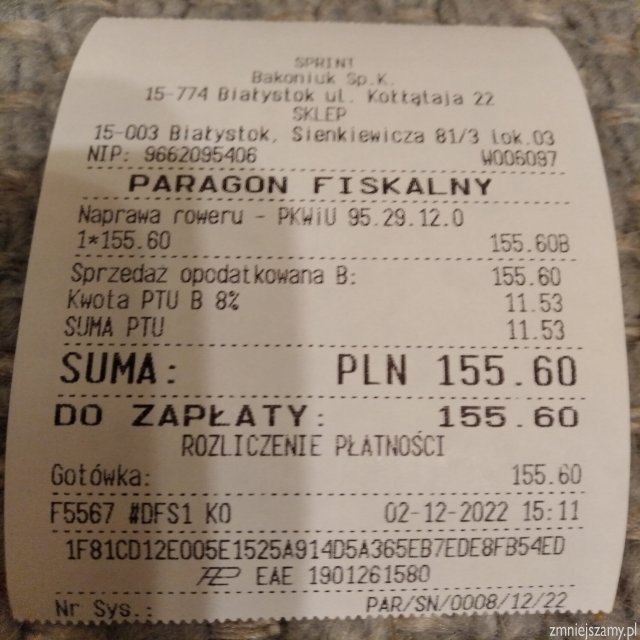 SPRINT
Bakoniuk Sp.K.
15-774 Białystok ul. Kołłątaja 22
SKLEP
15-003 Białystok, Sienkiewicza 81/3 lok.03
NIP: 9662095406 W006097
PARAGON FISKALNY
Naprawa roweru - PKWiU 95.29.12.0
1*155.60 155.60B
Sprzedaż opodatkowana B: 155.60
Kwota PTU B 8% 11.53
SUMA PTU 11.53
SUMA: PLN 155.60
DO ZAPŁATY: 155.60
ROZLICZENIE PŁATNOŚCI
Gotówka: 155.60
F5567 #DFS1 KO 02-12-2022 15:11
1F81CD12E005E1525A914D5A365EB7EDE8FB54ED
EAE 1901261580
Nr Sys.: PAR/SN/0008/12/22
zmniejszamy.pl